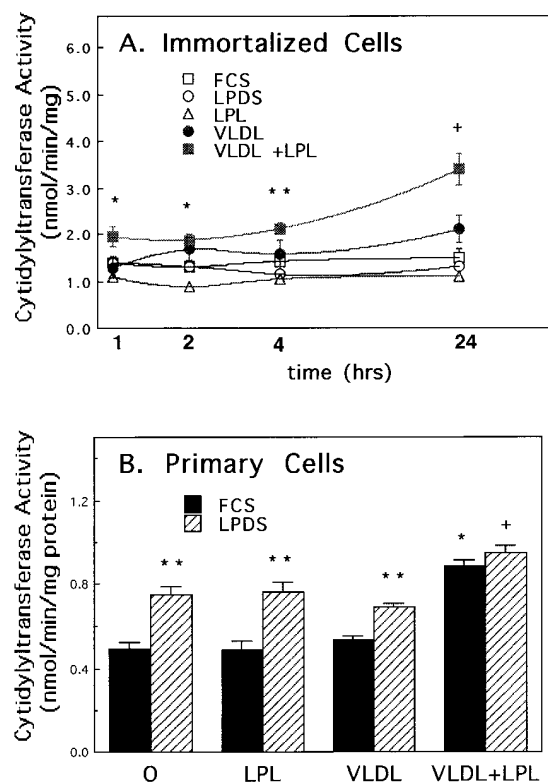 A. Immortalized Cells
Cytidylyltransferase Activity
(nmol/min/mg)
6.0
5.0
4.0
3.0
2.0
1.0
0.0
FCS
LPDS
LPL
VLDL
VLDL +LPL
* * ** +
1 2 4 24
time (hrs)
B. Primary Cells
Cytidylyltransferase Activity
(nmol/min/mg protein)
1.2
0.8
0.4
0.0
FCS
LPDS
** ** ** * +
O LPL VLDL VLDL+LPL